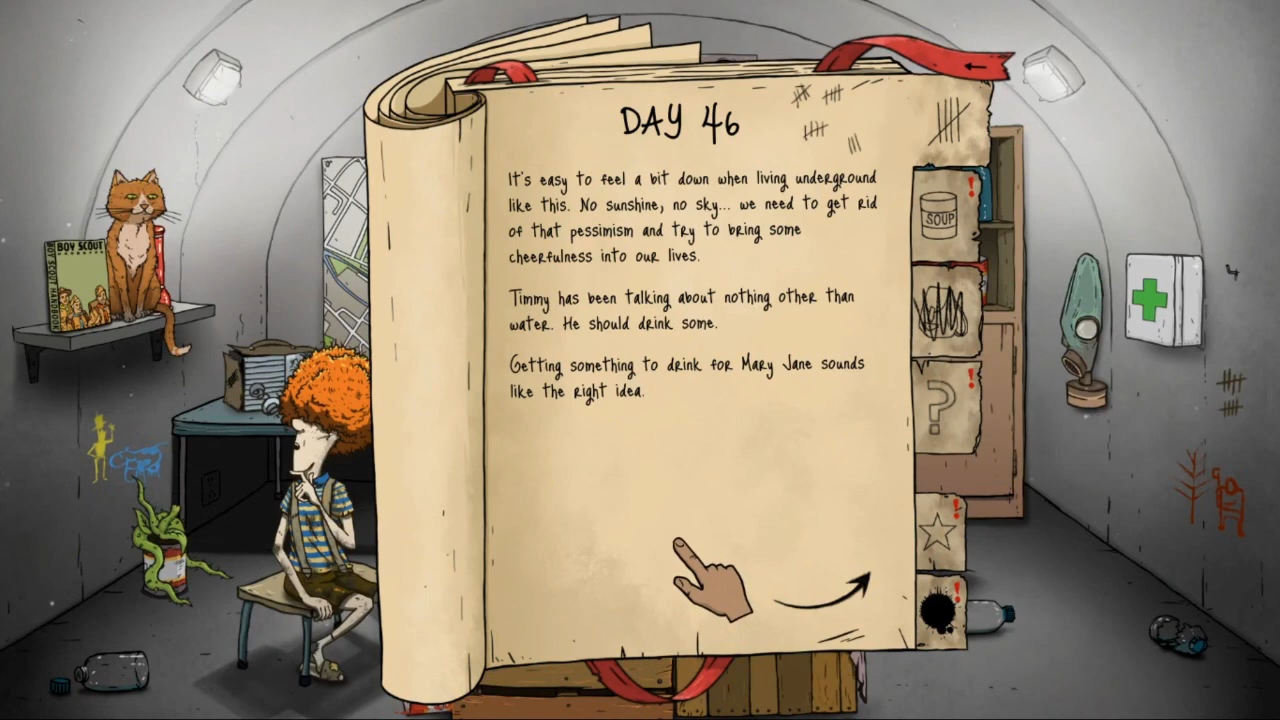 DAY 46
It's easy to feel a bit down when living underground
like this. No sunshine, no sky... we need to get rid
of that pessimism and try to bring some
cheerfulness into our lives.
Timmy has been talking about nothing other than
water. He should drink some.
Getting something to drink for Mary Jane sounds
like the right idea.
SOUP
!
?
!
!
!
BOY SCOUT
BOY SCOUT HANDBOOK